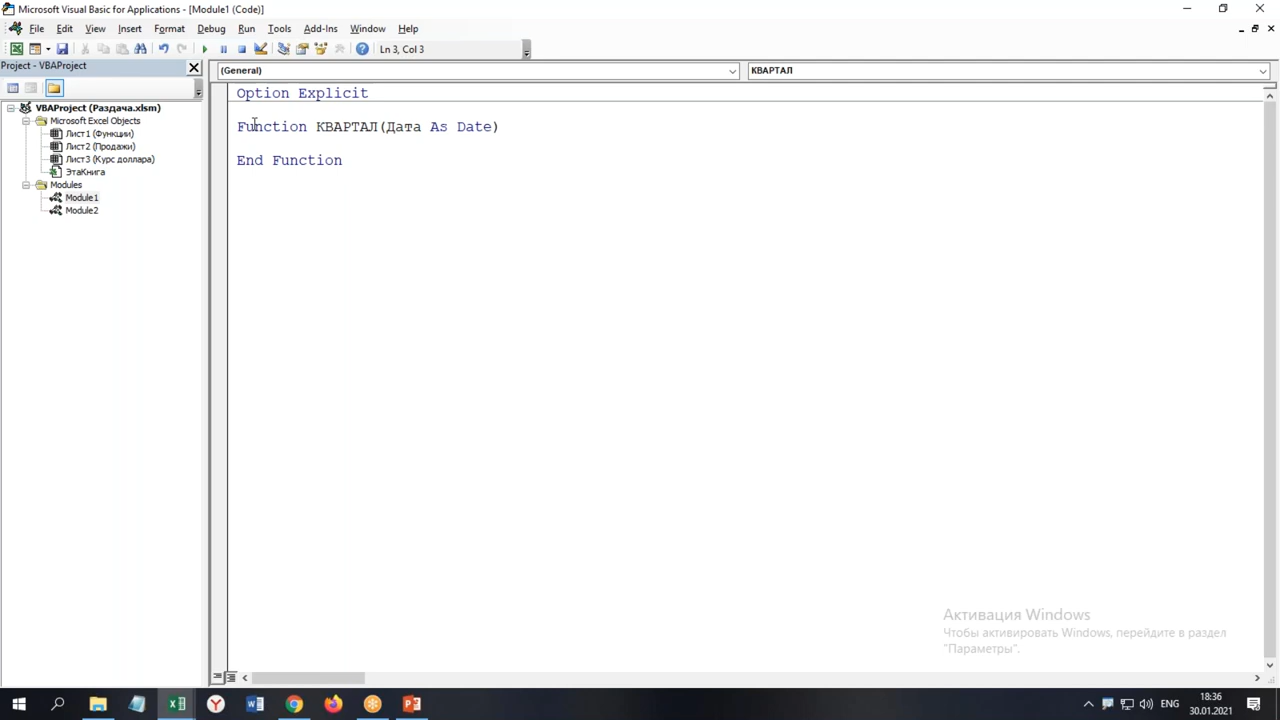 Microsoft Visual Basic for Applications - [Module1 (Code)]
File Edit View Insert Format Debug Run Tools Add-Ins Window Help
Ln 3, Col 3
Project - VBAProject
(General)
КВАРТАЛ
VBAProject (Раздача.xlsm)
Microsoft Excel Objects
Лист1 (Функции)
Лист2 (Продажи)
Лист3 (Курс доллара)
ЭтаКнига
Modules
Module1
Module2
Option Explicit
Function КВАРТАЛ(Дата As Date)
End Function
Активация Windows
Чтобы активировать Windows, перейдите в раздел
"Параметры".
ENG
18:36
30.01.2021